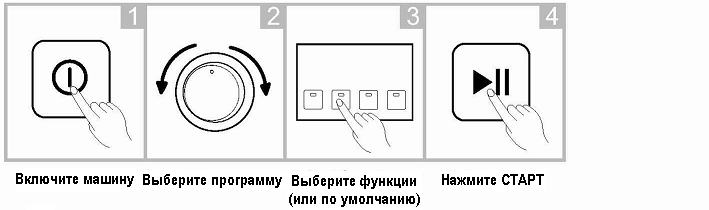 1 2 3 4
Включите машину Выберите программу Выберите функции Нажмите СТАРТ
(или по умолчанию)